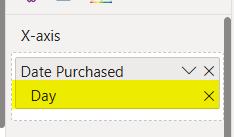 X-axis
Date Purchased
Day